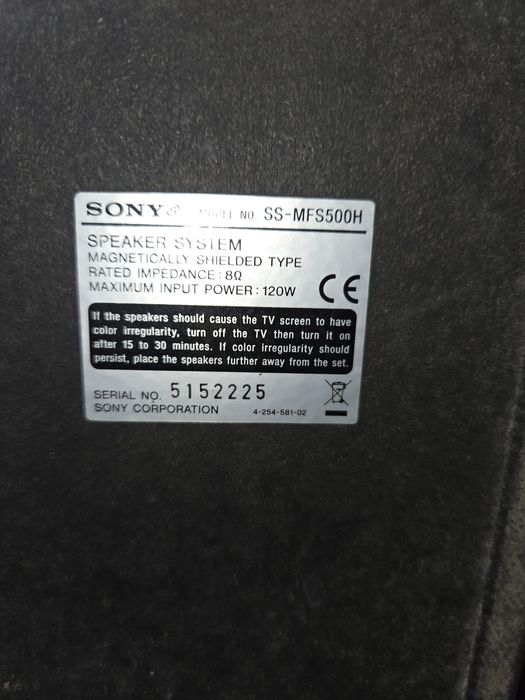 SONY® MODEL NO. SS-MFS500H
SPEAKER SYSTEM
MAGNETICALLY SHIELDED TYPE
RATED IMPEDANCE : 8Ω
MAXIMUM INPUT POWER : 120W CE
If the speakers should cause the TV screen to have
color irregularity, turn off the TV then turn it on
after 15 to 30 minutes. If color irregularity should
persist, place the speakers further away from the set.
SERIAL NO. 5152225
SONY CORPORATION 4-254-581-02